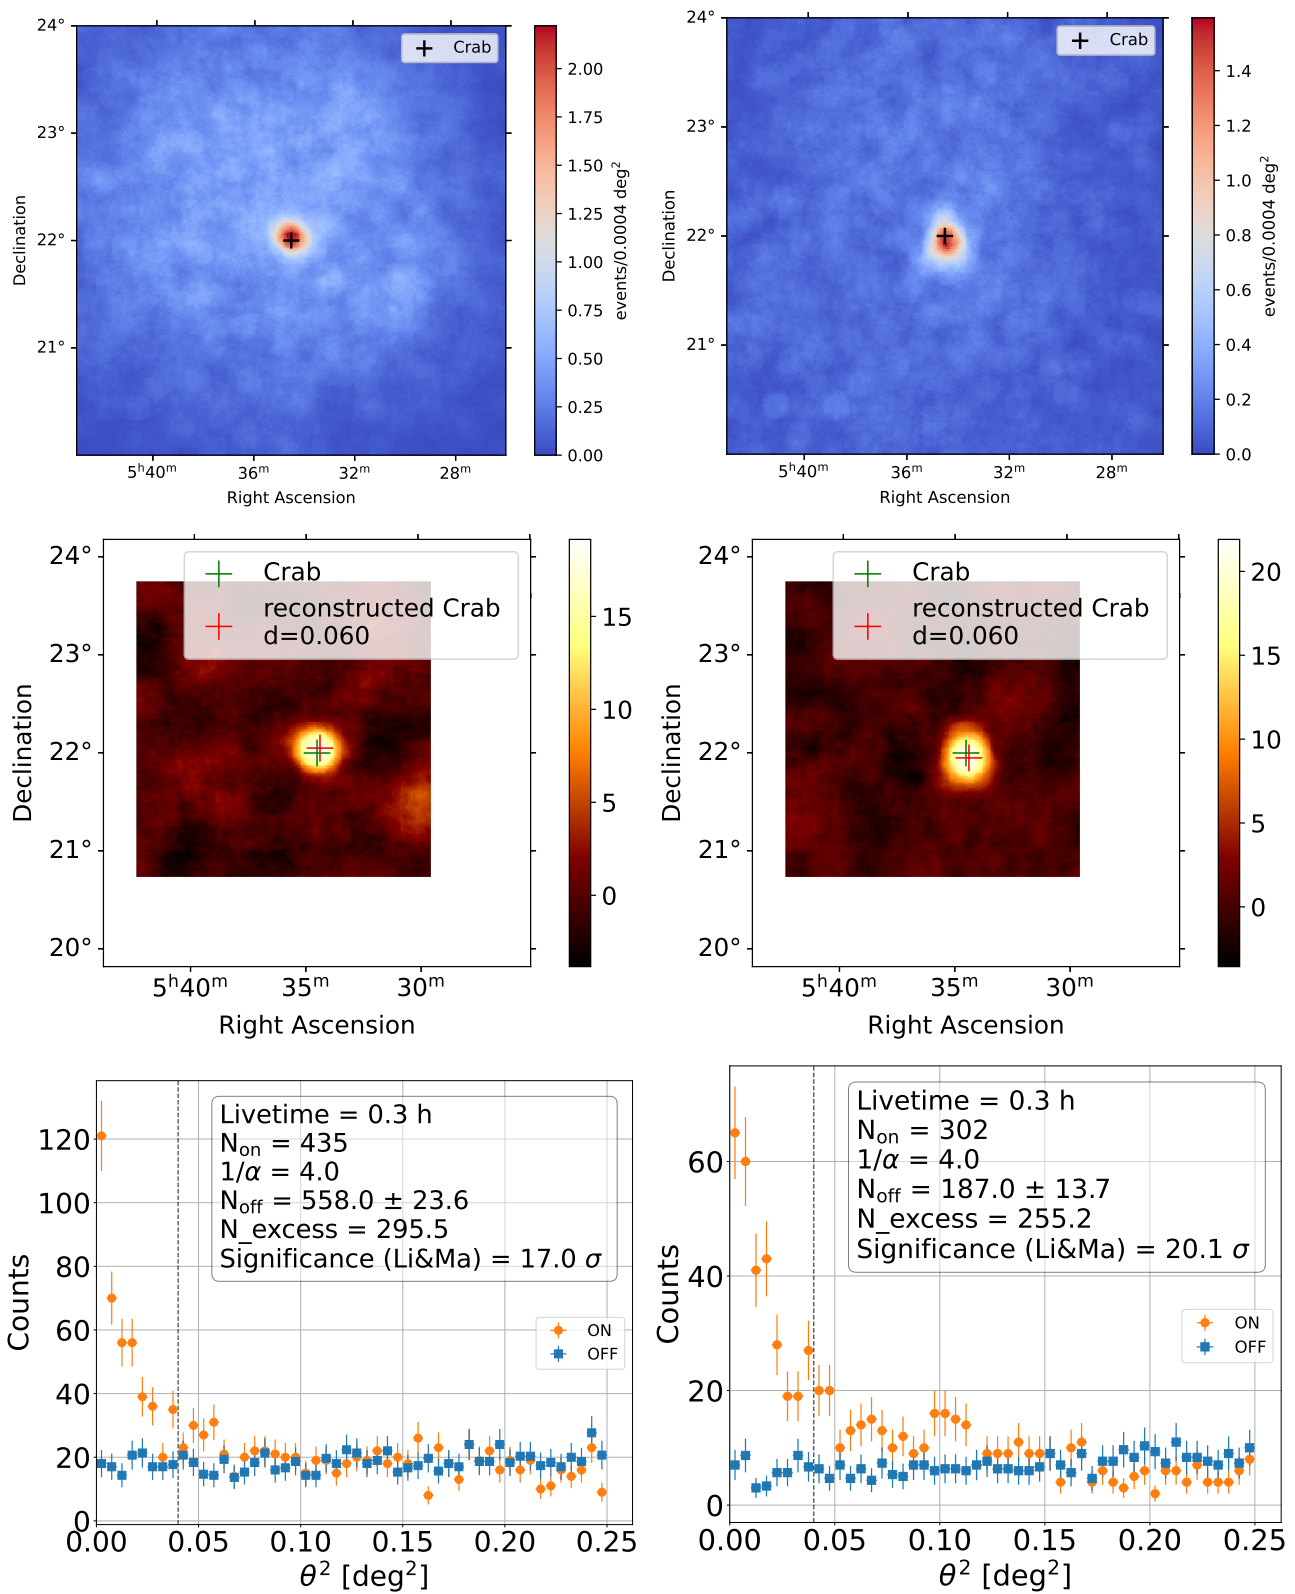 24°
23°
22°
21°
Declination
5ʰ40ᵐ 36ᵐ 32ᵐ 28ᵐ
Right Ascension
Crab
2.00
1.75
1.50
1.25
1.00
0.75
0.50
0.25
0.00
events/0.0004 deg²
24°
23°
22°
21°
Declination
5ʰ40ᵐ 36ᵐ 32ᵐ 28ᵐ
Right Ascension
Crab
1.4
1.2
1.0
0.8
0.6
0.4
0.2
0.0
events/0.0004 deg²
24°
23°
22°
21°
20°
Declination
5ʰ40ᵐ 35ᵐ 30ᵐ
Right Ascension
Crab
reconstructed Crab
d=0.060
15
10
5
0
24°
23°
22°
21°
20°
Declination
5ʰ40ᵐ 35ᵐ 30ᵐ
Right Ascension
Crab
reconstructed Crab
d=0.060
20
15
10
5
0
120
100
80
60
40
20
0
Counts
0.00 0.05 0.10 0.15 0.20 0.25
θ² [deg²]
Livetime = 0.3 h
Nₒₙ = 435
1/α = 4.0
N_off = 558.0 ± 23.6
N_excess = 295.5
Significance (Li&Ma) = 17.0 σ
ON
OFF
60
40
20
0
Counts
0.00 0.05 0.10 0.15 0.20 0.25
θ² [deg²]
Livetime = 0.3 h
Nₒₙ = 302
1/α = 4.0
N_off = 187.0 ± 13.7
N_excess = 255.2
Significance (Li&Ma) = 20.1 σ
ON
OFF